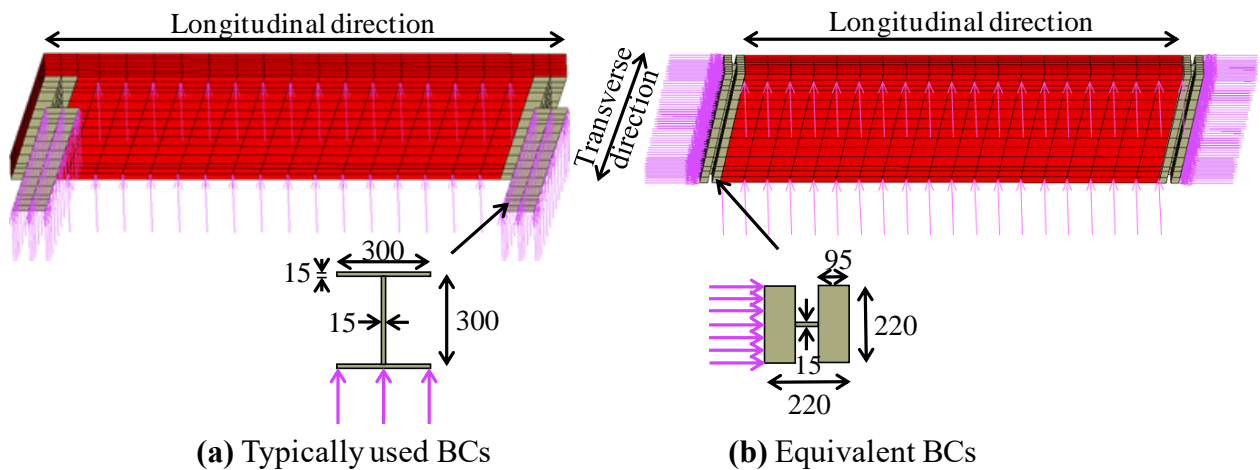 Longitudinal direction
Longitudinal direction
Transverse
direction
300
15
15
300
95
220
15
220
(a) Typically used BCs
(b) Equivalent BCs